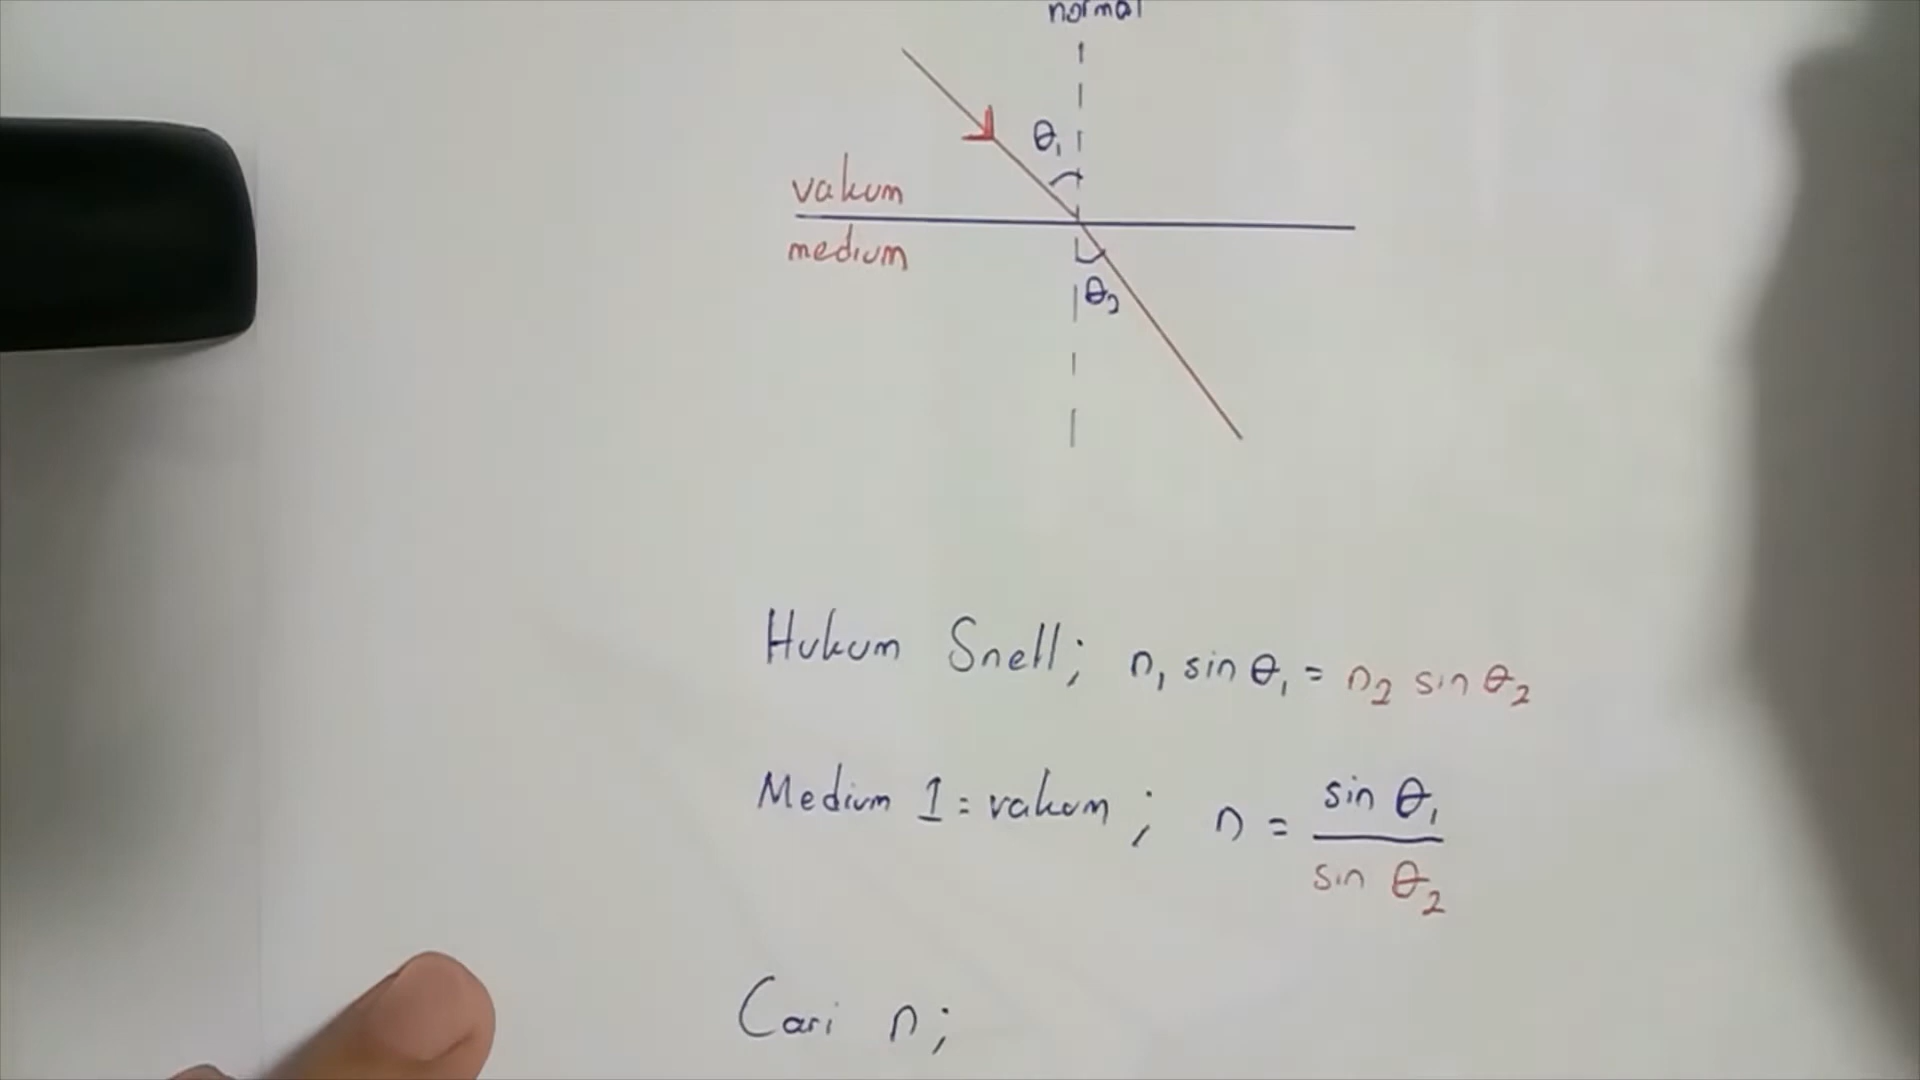 normal
θ₁
vakum
medium
θ₂
Hukum Snell; n₁ sin θ₁ = n₂ sin θ₂
Medium 1 = vakum ; n = sin θ₁ / sin θ₂
Cari n;